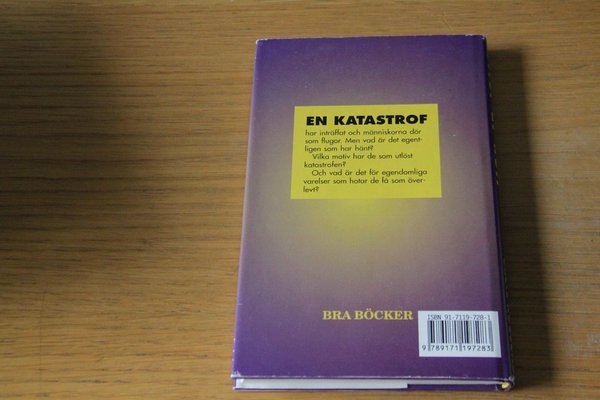 EN KATASTROF
har inträffat och människorna dör
som flugor. Men vad är det egent-
ligen som har hänt?
Vilka motiv har de som utlöst
katastrofen?
Och vad är det för egendomliga
varelser som hotar de få som över-
levt?
BRA BÖCKER
ISBN 91-7119-728-1
9 789171 197283